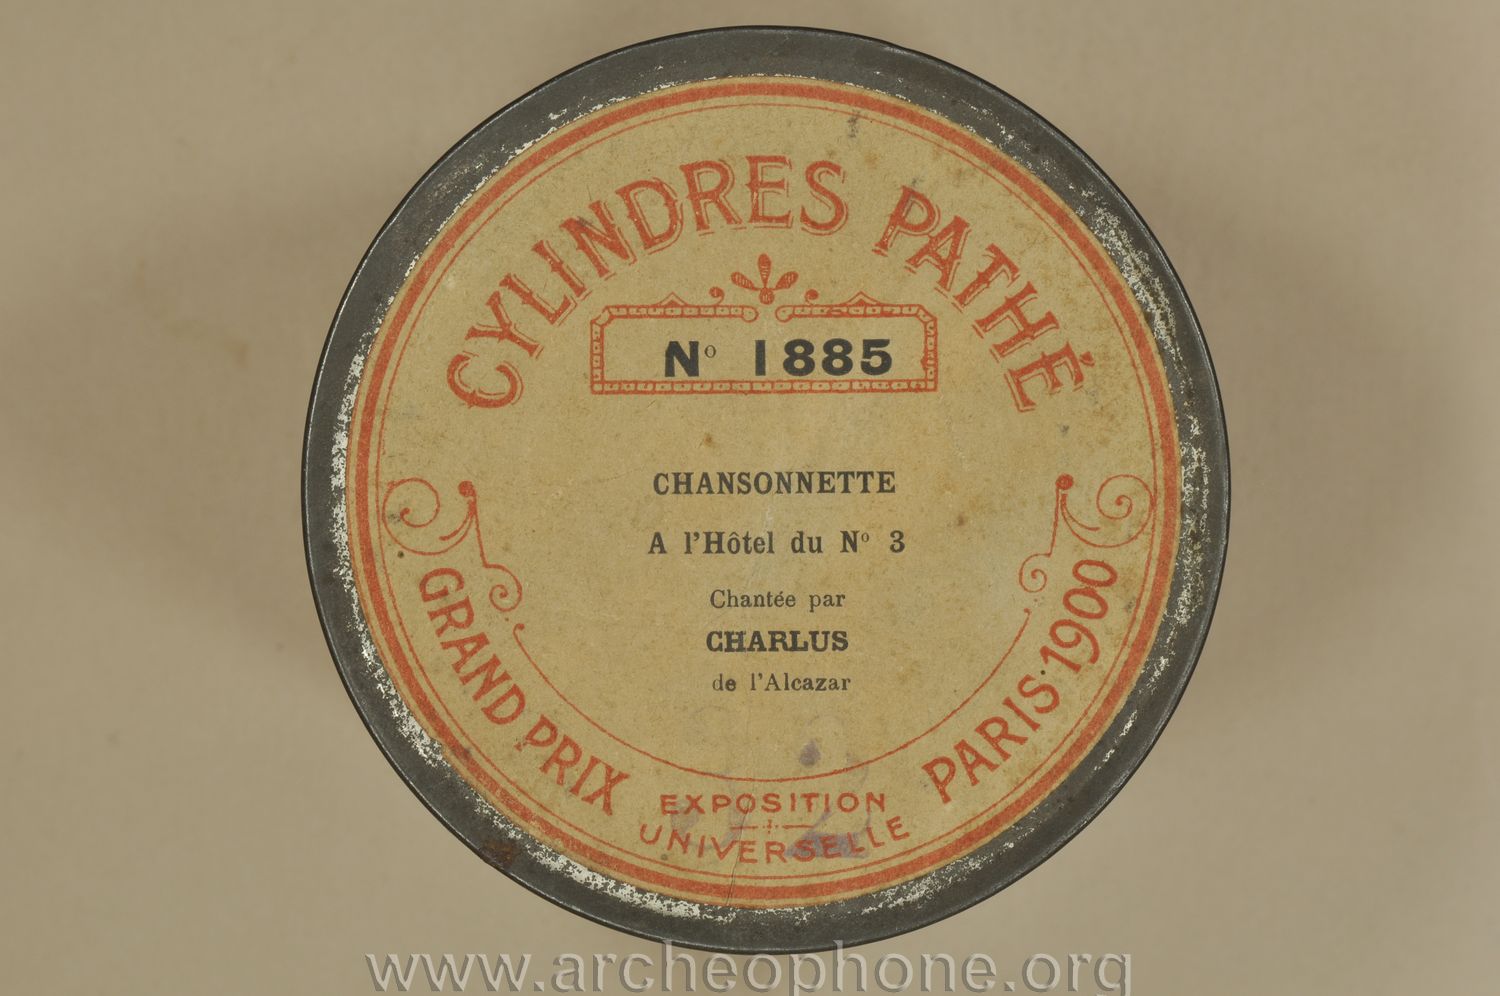 CYLINDRES PATHÉ
Nº 1885
CHANSONNETTE
A l'Hôtel du Nº 3
Chantée par
CHARLUS
de l'Alcazar
GRAND PRIX
EXPOSITION
UNIVERSELLE
PARIS·1900
www.archeophone.org